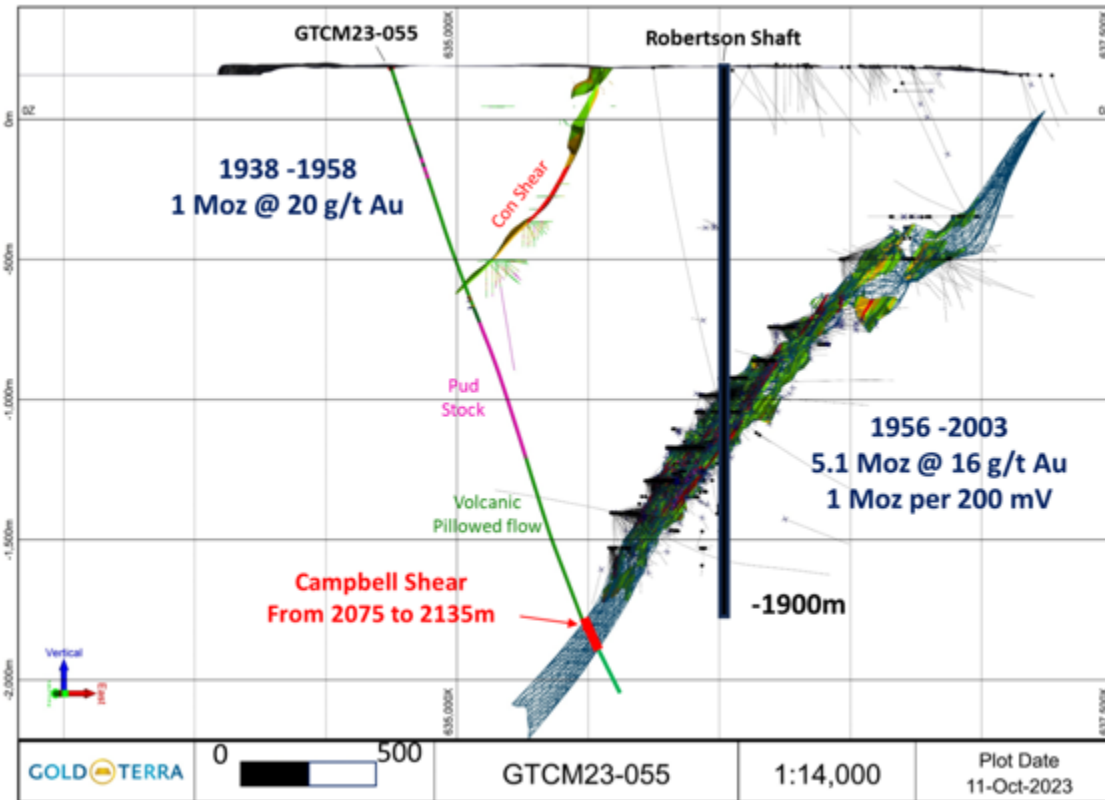 GTCM23-055
Robertson Shaft
635,000X
637,500X
0m
-500m
-1,000m
-1,500m
-2,000m
1938 -1958
1 Moz @ 20 g/t Au
Con Shear
Pud
Stock
Volcanic
Pillowed flow
1956 -2003
5.1 Moz @ 16 g/t Au
1 Moz per 200 mV
Campbell Shear
From 2075 to 2135m
-1900m
Vertical
East
635,000X
637,500X
GOLD TERRA
0
500
GTCM23-055
1:14,000
Plot Date
11-Oct-2023